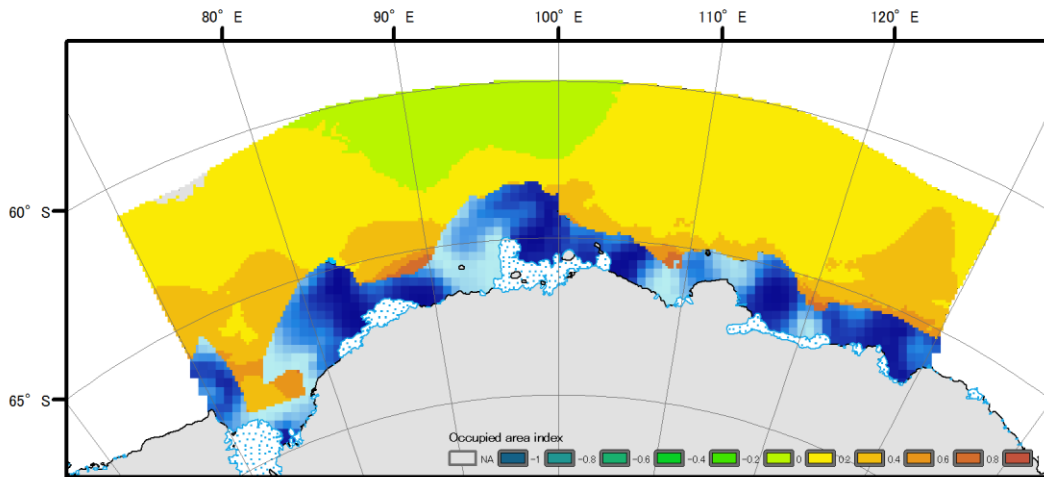 80° E 90° E 100° E 110° E 120° E
60° S
65° S
Occupied area index
NA -1 -0.8 -0.6 -0.4 -0.2 0 0.2 0.4 0.6 0.8 1